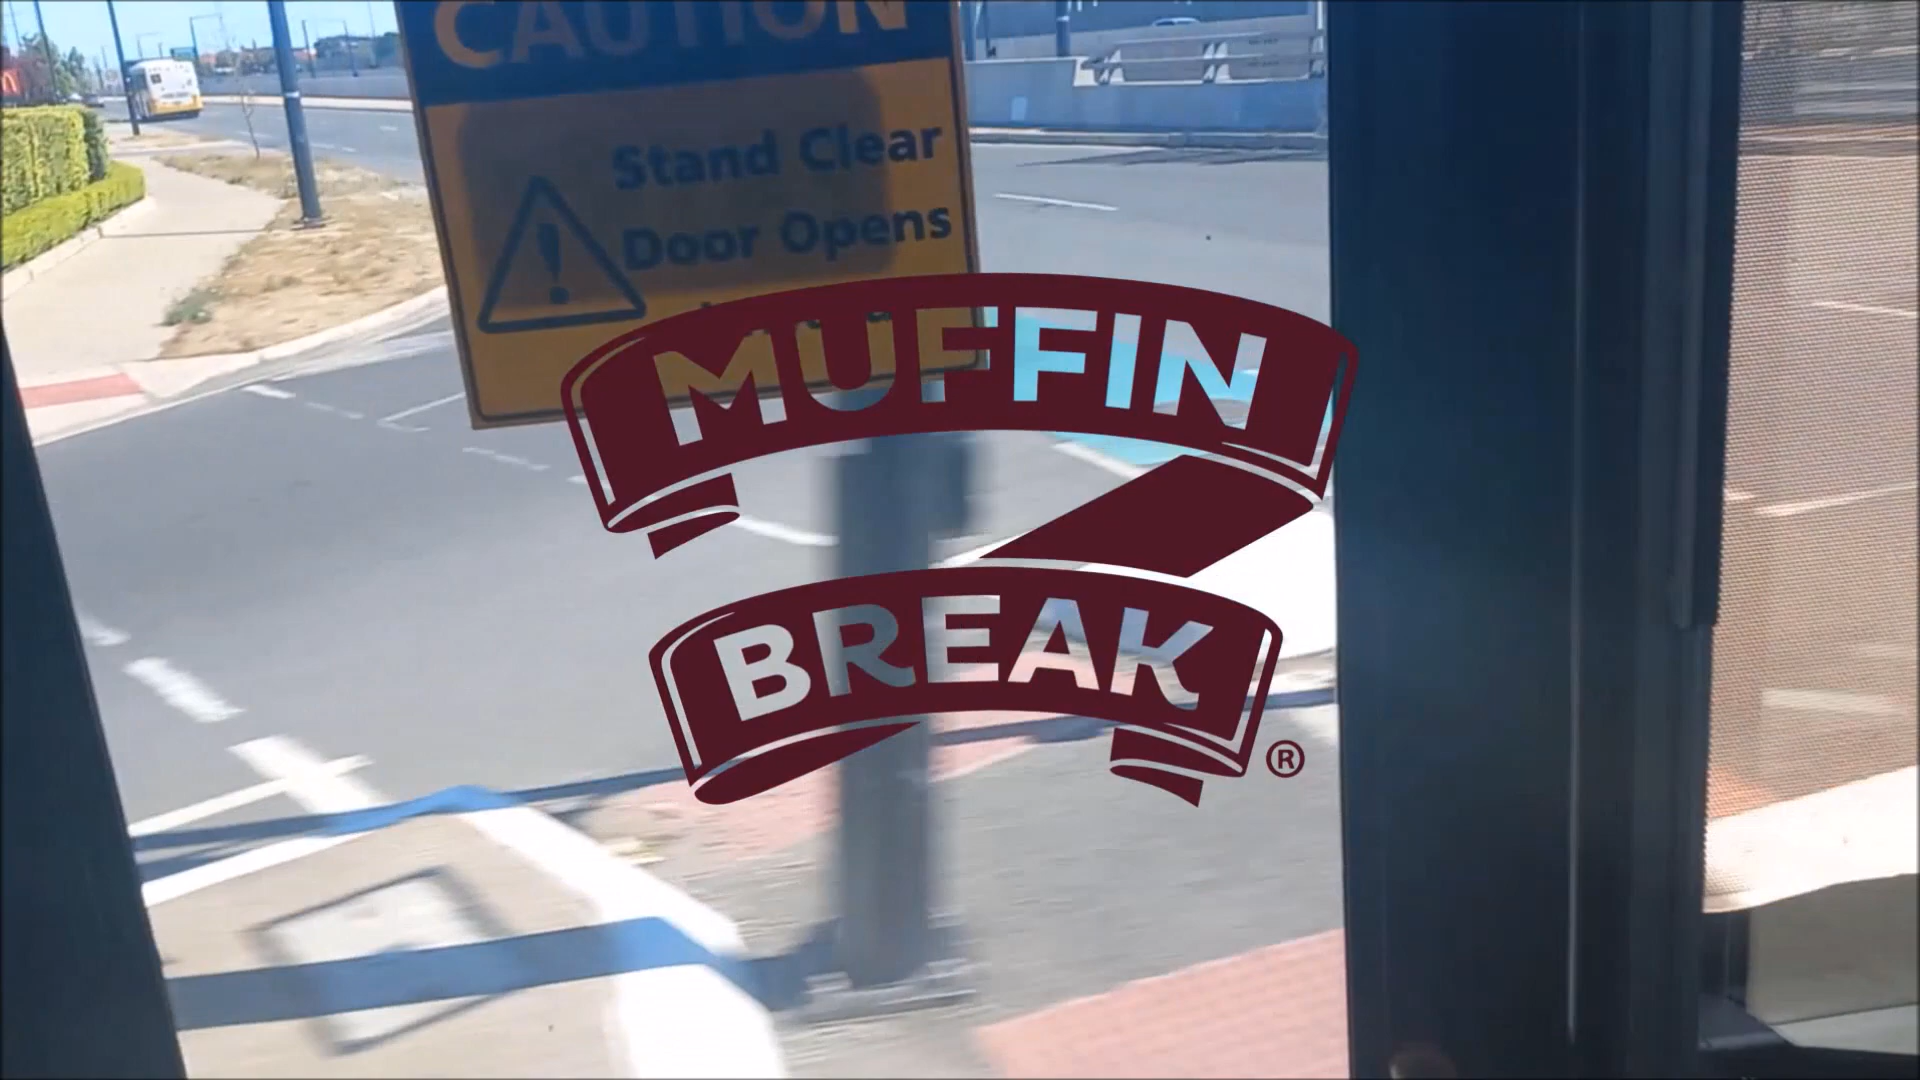 CAUTION
Stand Clear
Door Opens
MUFFIN
BREAK
®